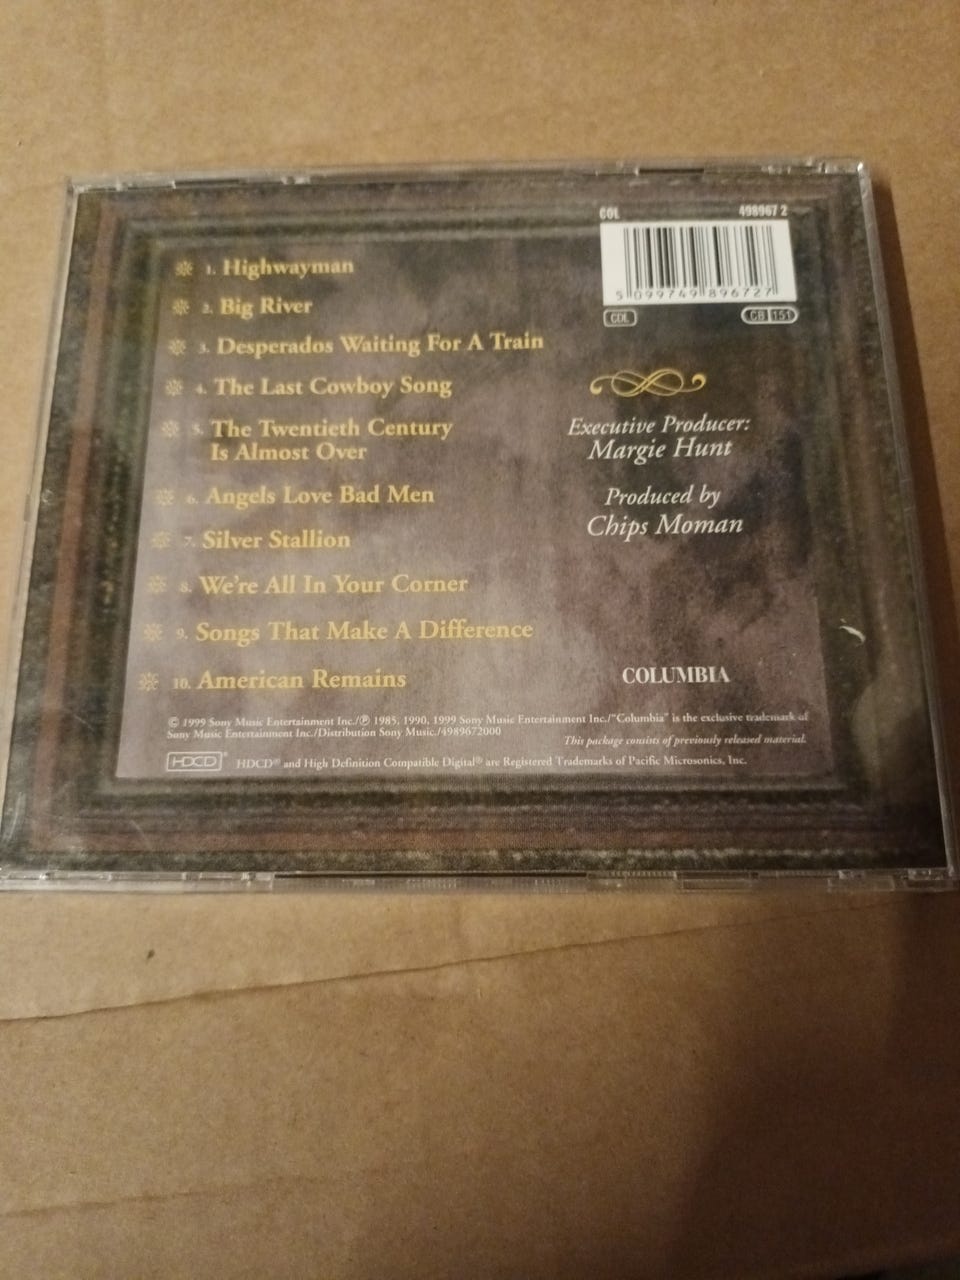 COL 498967 2
5 099749 896727
CDL CB 151
1. Highwayman
2. Big River
3. Desperados Waiting For A Train
4. The Last Cowboy Song
5. The Twentieth Century
Is Almost Over
6. Angels Love Bad Men
7. Silver Stallion
8. We're All In Your Corner
9. Songs That Make A Difference
10. American Remains
Executive Producer:
Margie Hunt
Produced by
Chips Moman
COLUMBIA
© 1999 Sony Music Entertainment Inc./℗ 1985, 1990, 1999 Sony Music Entertainment Inc./"Columbia" is the exclusive trademark of
Sony Music Entertainment Inc./Distribution Sony Music./4989672000
This package consists of previously released material.
HDCD® HDCD® and High Definition Compatible Digital® are Registered Trademarks of Pacific Microsonics, Inc.